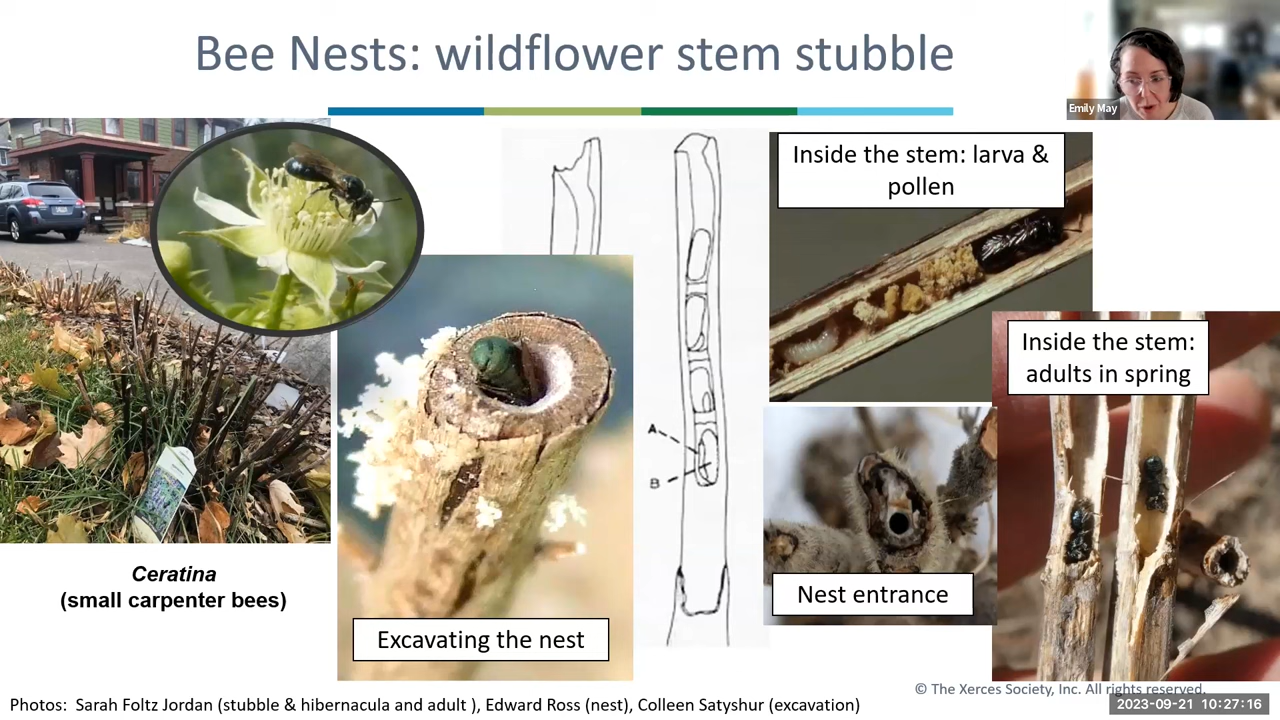 Bee Nests: wildflower stem stubble
Emily May
Inside the stem: larva &
pollen
Inside the stem:
adults in spring
A
B
Ceratina
(small carpenter bees)
Excavating the nest
Nest entrance
© The Xerces Society, Inc. All rights reserved.
Photos:  Sarah Foltz Jordan (stubble & hibernacula and adult ), Edward Ross (nest), Colleen Satyshur (excavation)
2023-09-21 10:27:16